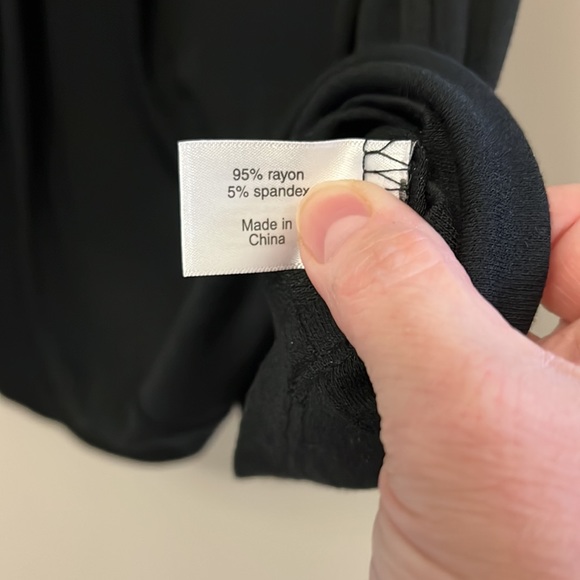 95% rayon
5% spandex
Made in
China